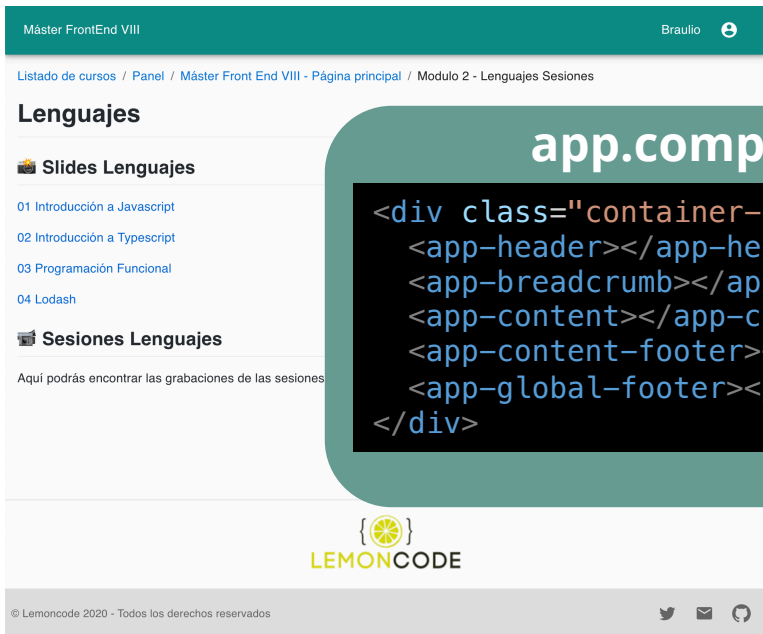 Máster FrontEnd VIII
Braulio
Listado de cursos / Panel / Máster Front End VIII - Página principal / Modulo 2 - Lenguajes Sesiones
Lenguajes
Slides Lenguajes
01 Introducción a Javascript
02 Introducción a Typescript
03 Programación Funcional
04 Lodash
Sesiones Lenguajes
Aquí podrás encontrar las grabaciones de las sesiones
app.comp
<div class="container-
<app-header></app-he
<app-breadcrumb></ap
<app-content></app-c
<app-content-footer>
<app-global-footer><
</div>
{ }
LEMONCODE
© Lemoncode 2020 - Todos los derechos reservados